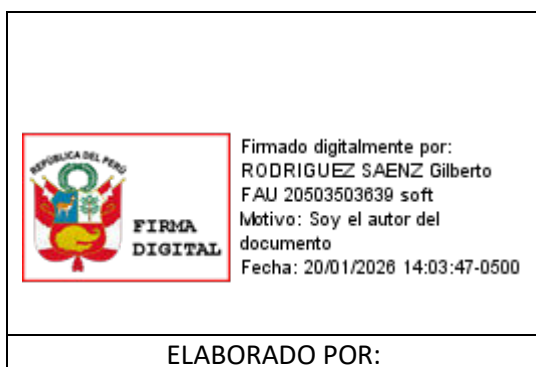 REPÚBLICA DEL PERÚ
FIRMA
DIGITAL
Firmado digitalmente por:
RODRIGUEZ SAENZ Gilberto
FAU 20503503639 soft
Motivo: Soy el autor del
documento
Fecha: 20/01/2026 14:03:47-0500
ELABORADO POR: